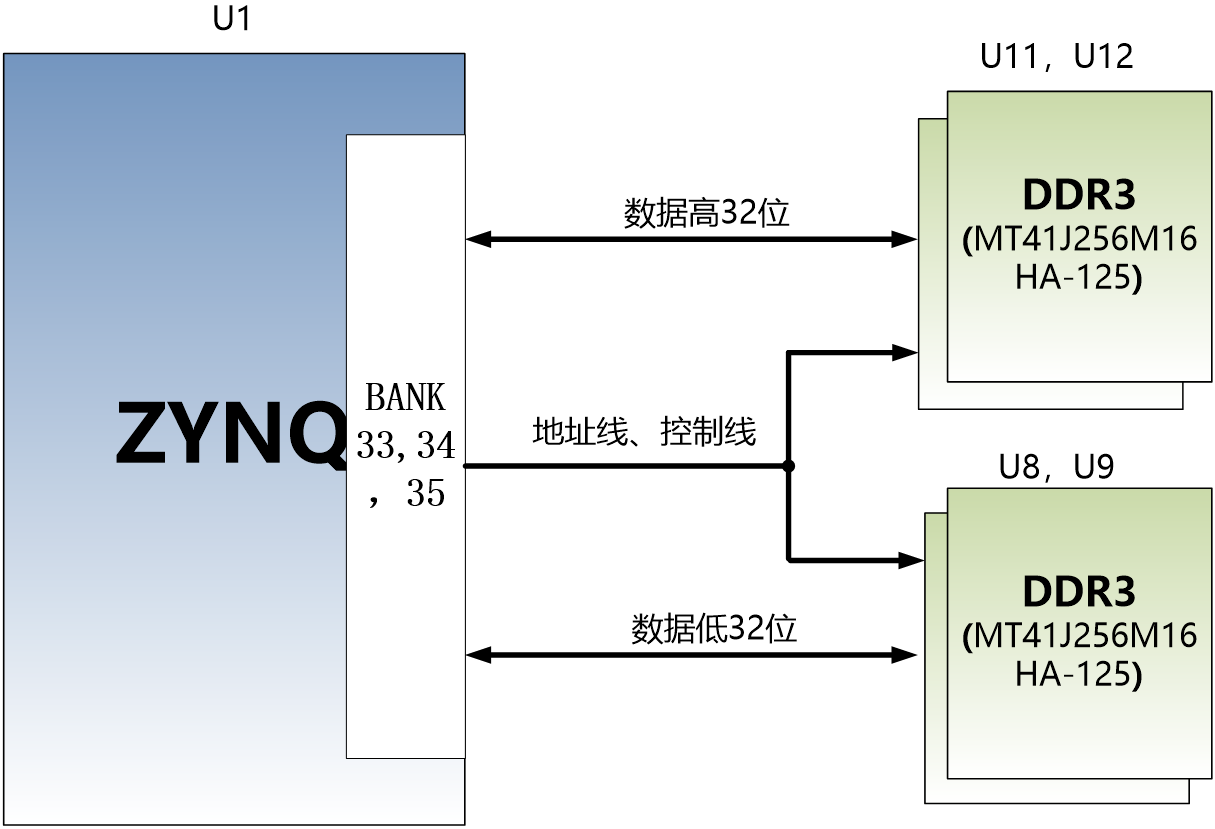 U1
ZYNQ
BANK
33,34
，35
数据高32位
地址线、控制线
数据低32位
U11，U12
DDR3
(MT41J256M16
HA-125)
U8，U9
DDR3
(MT41J256M16
HA-125)